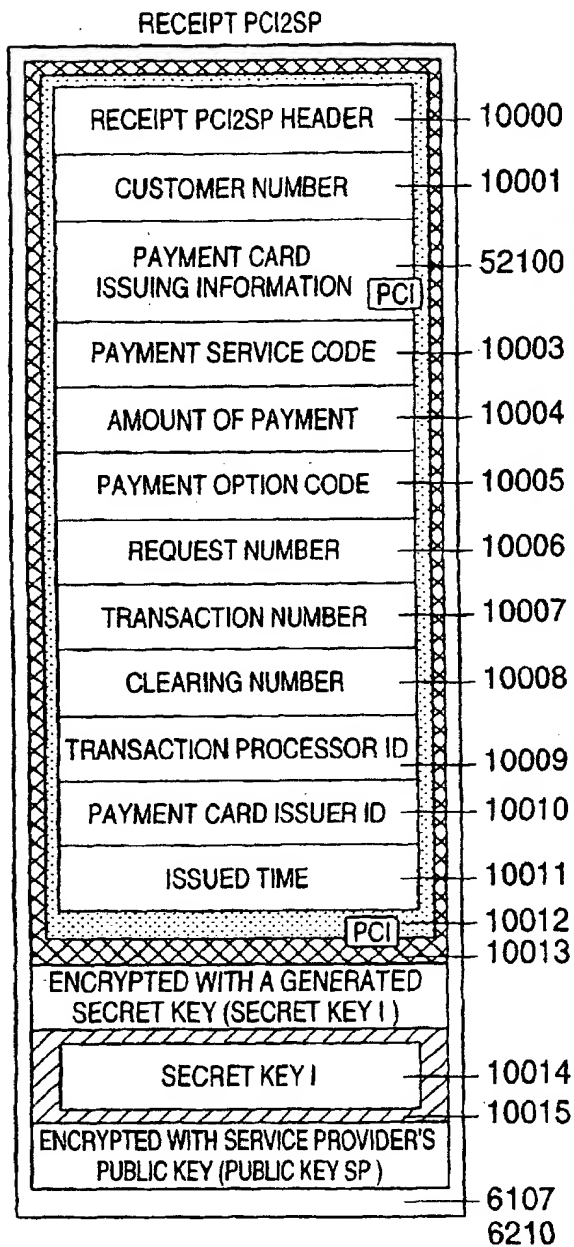 RECEIPT PCI2SP
RECEIPT PCI2SP HEADER 10000
CUSTOMER NUMBER 10001
PAYMENT CARD
ISSUING INFORMATION 52100
PCI
PAYMENT SERVICE CODE 10003
AMOUNT OF PAYMENT 10004
PAYMENT OPTION CODE 10005
REQUEST NUMBER 10006
TRANSACTION NUMBER 10007
CLEARING NUMBER 10008
TRANSACTION PROCESSOR ID 10009
PAYMENT CARD ISSUER ID 10010
ISSUED TIME 10011
PCI 10012
10013
ENCRYPTED WITH A GENERATED
SECRET KEY (SECRET KEY I)
SECRET KEY I 10014
10015
ENCRYPTED WITH SERVICE PROVIDER'S
PUBLIC KEY (PUBLIC KEY SP)
6107
6210